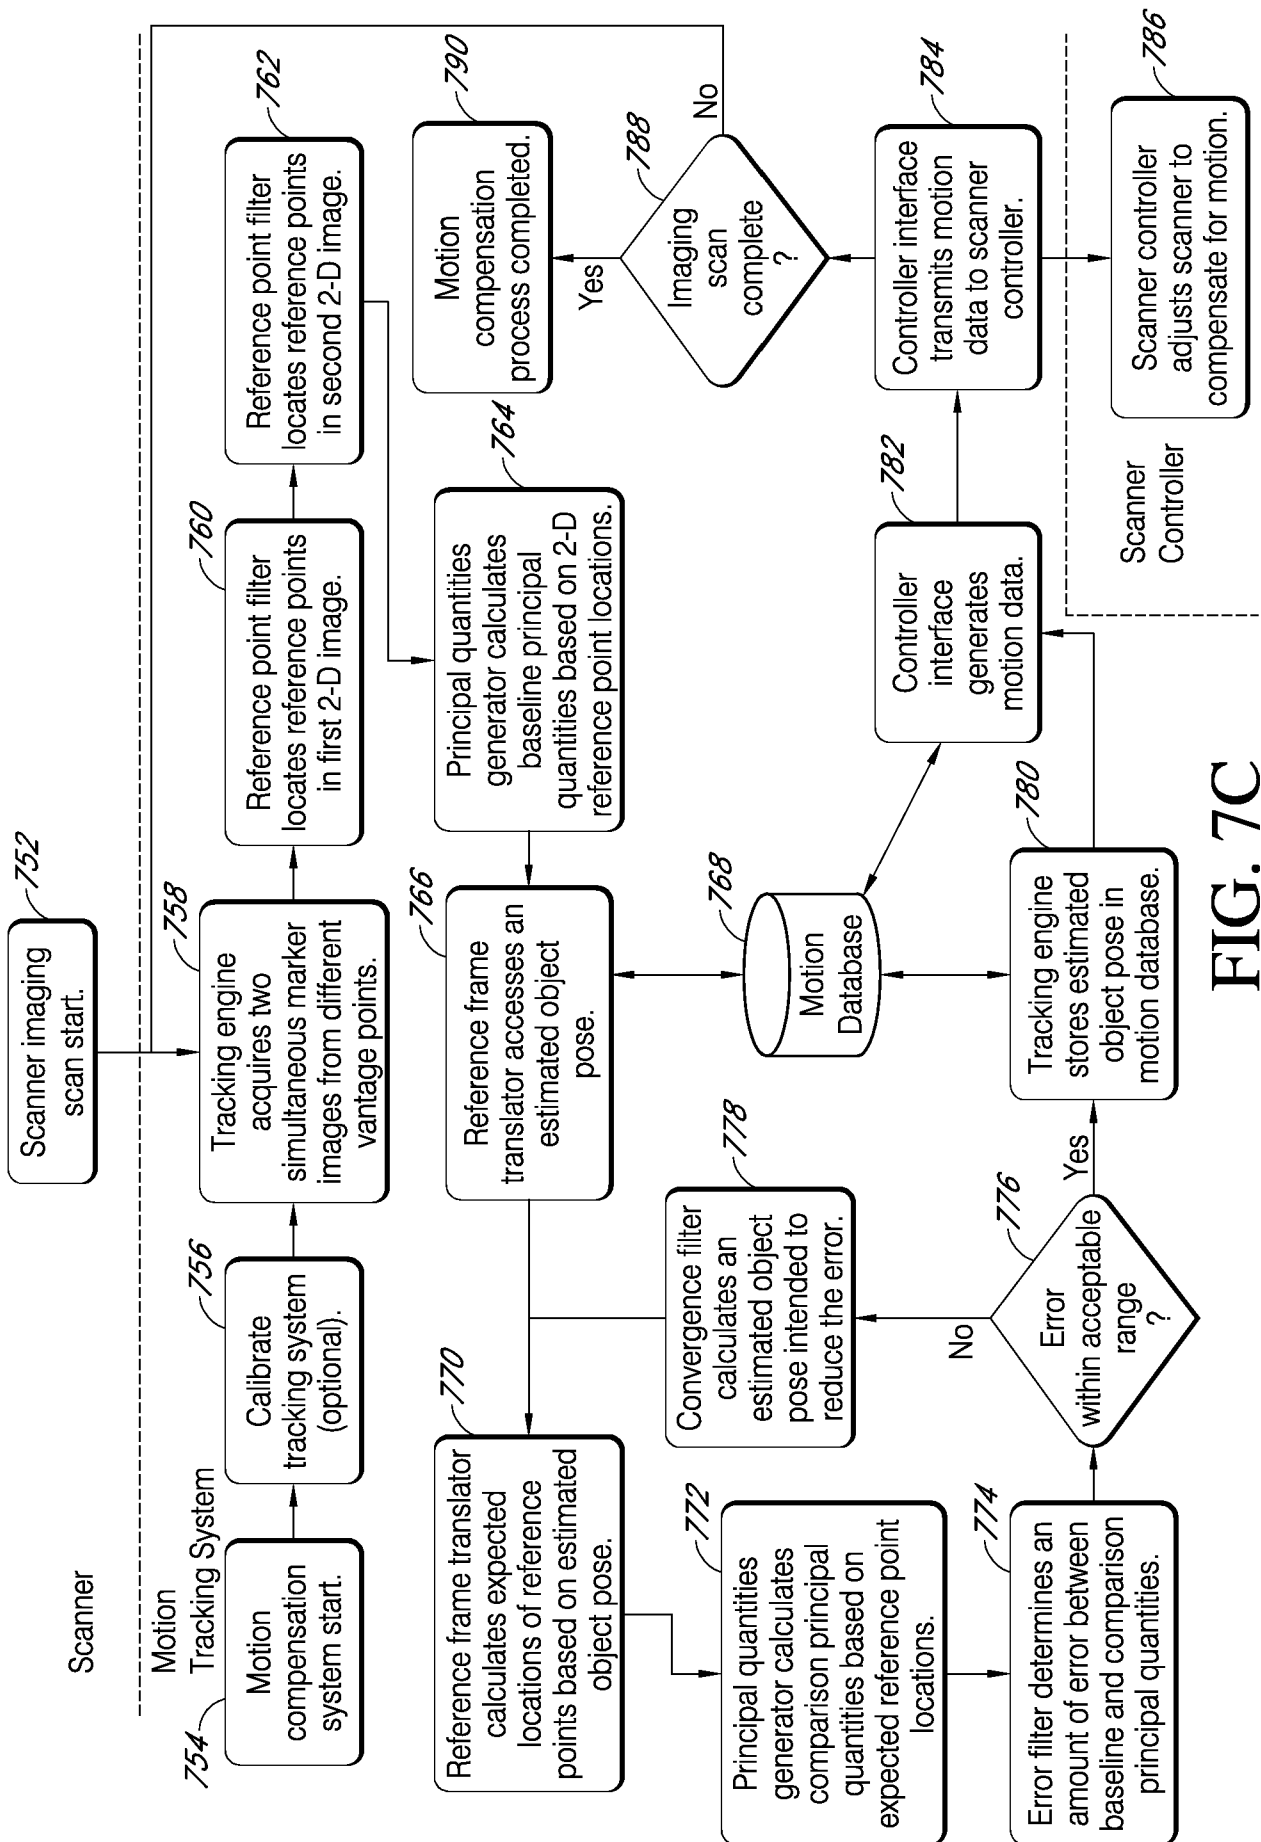 Scanner
Scanner imaging
scan start.
752
Motion
Tracking System
754
Motion
compensation
system start.
756
Calibrate
tracking system
(optional).
758
Tracking engine
acquires two
simultaneous marker
images from different
vantage points.
760
Reference point filter
locates reference points
in first 2-D image.
762
Reference point filter
locates reference points
in second 2-D image.
764
Principal quantities
generator calculates
baseline principal
quantities based on 2-D
reference point locations.
766
Reference frame
translator accesses an
estimated object
pose.
768
Motion
Database
770
Reference frame translator
calculates expected
locations of reference
points based on estimated
object pose.
772
Principal quantities
generator calculates
comparison principal
quantities based on
expected reference point
locations.
774
Error filter determines an
amount of error between
baseline and comparison
principal quantities.
776
Error
within acceptable
range
?
No
Yes
778
Convergence filter
calculates an
estimated object
pose intended to
reduce the error.
780
Tracking engine
stores estimated
object pose in
motion database.
782
Controller
interface
generates
motion data.
784
Controller interface
transmits motion
data to scanner
controller.
788
Imaging
scan
complete
?
Yes
No
790
Motion
compensation
process completed.
Scanner
Controller
786
Scanner controller
adjusts scanner to
compensate for motion.
FIG. 7C